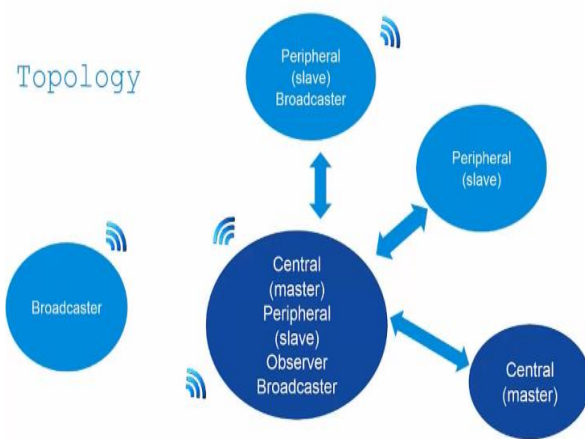 Topology
Peripheral
(slave)
Broadcaster
Peripheral
(slave)
Broadcaster
Central
(master)
Peripheral
(slave)
Observer
Broadcaster
Central
(master)